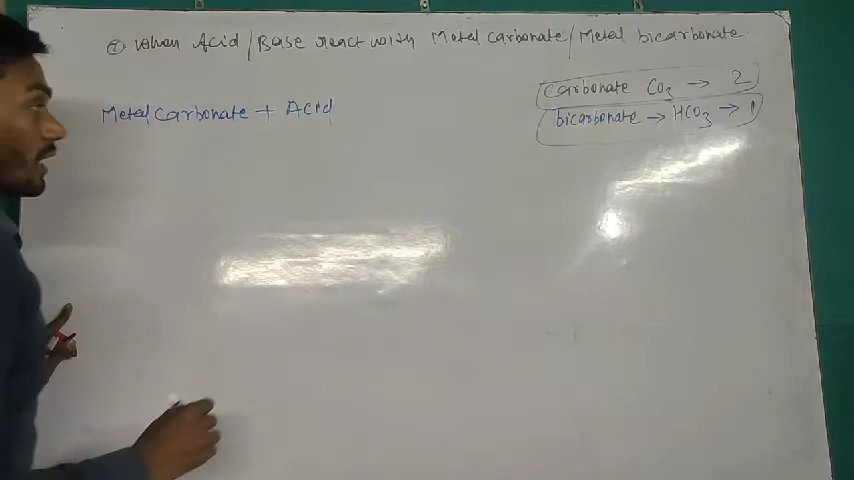 ② When Acid/Base react with Metal carbonate/Metal bicarbonate.
carbonate CO3 → 2
Metal carbonate + Acid
bicarbonate → HCO3 → 1